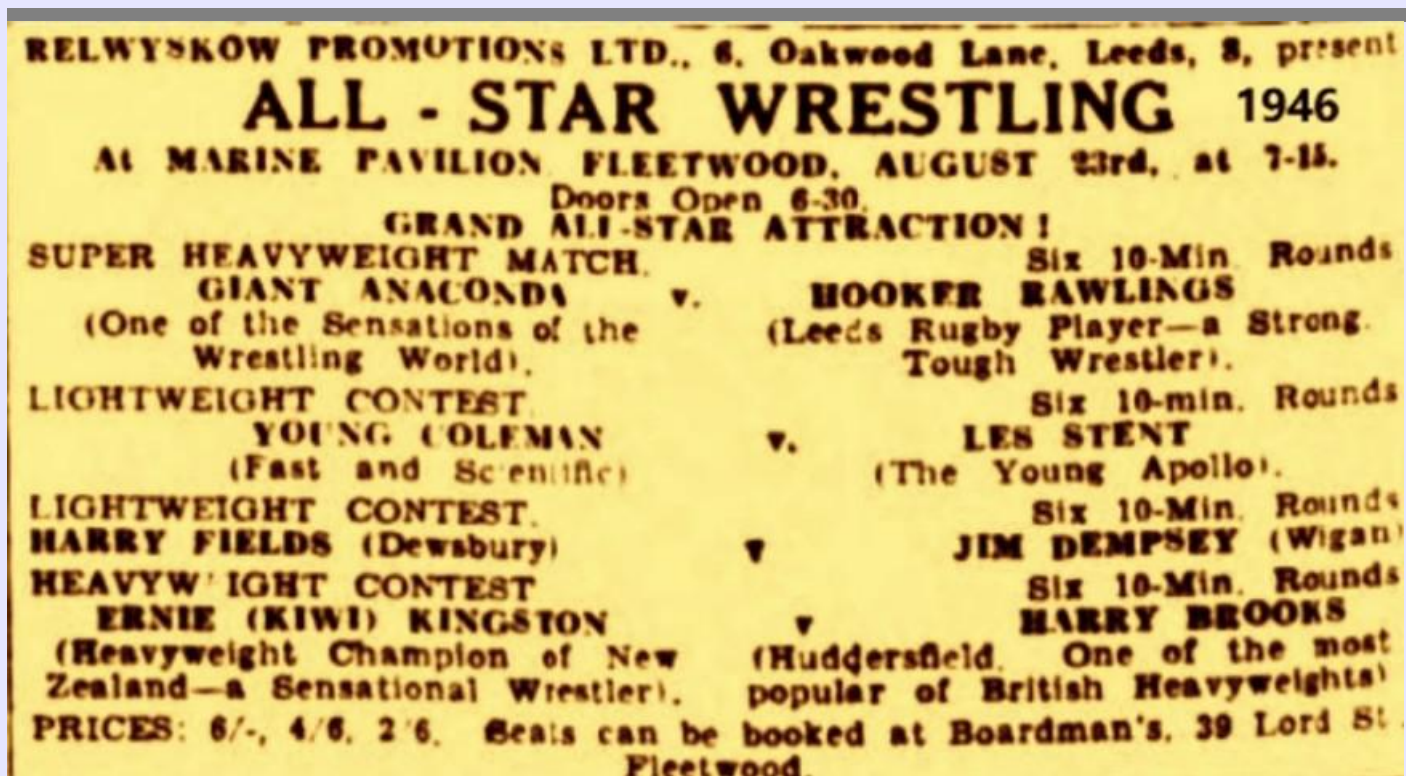 RELWYSKOW PROMOTIONS LTD., 6, Oakwood Lane, Leeds, 8, present
ALL - STAR WRESTLING 1946
At MARINE PAVILION FLEETWOOD, AUGUST 23rd, at 7-15.
Doors Open 6-30.
GRAND ALL-STAR ATTRACTION!
SUPER HEAVYWEIGHT MATCH. Six 10-Min. Rounds
GIANT ANACONDA v. HOOKER RAWLINGS
(One of the Sensations of the (Leeds Rugby Player—a Strong.
Wrestling World). Tough Wrestler).
LIGHTWEIGHT CONTEST. Six 10-min. Rounds
YOUNG COLEMAN v. LES STENT
(Fast and Scientific) (The Young Apollo).
LIGHTWEIGHT CONTEST. Six 10-Min. Rounds
HARRY FIELDS (Dewsbury) v JIM DEMPSEY (Wigan)
HEAVYW'IGHT CONTEST Six 10-Min. Rounds
ERNIE (KIWI) KINGSTON v HARRY BROOKS
(Heavyweight Champion of New (Huddersfield. One of the most
Zealand—a Sensational Wrestler). popular of British Heavyweights)
PRICES: 6/-, 4/6, 2'6. Seats can be booked at Boardman's, 39 Lord St.
Fleetwood.